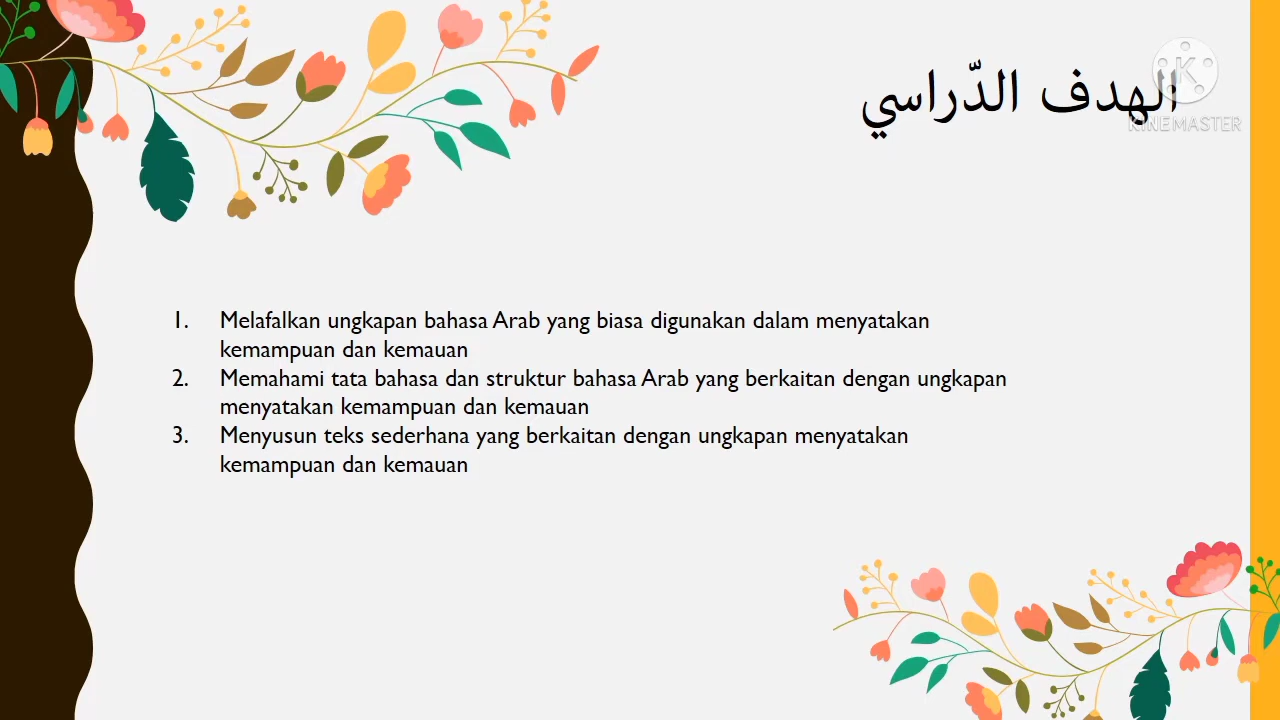 الهدف الدّراسي
K
KINEMASTER
1. Melafalkan ungkapan bahasa Arab yang biasa digunakan dalam menyatakan
kemampuan dan kemauan
2. Memahami tata bahasa dan struktur bahasa Arab yang berkaitan dengan ungkapan
menyatakan kemampuan dan kemauan
3. Menyusun teks sederhana yang berkaitan dengan ungkapan menyatakan
kemampuan dan kemauan